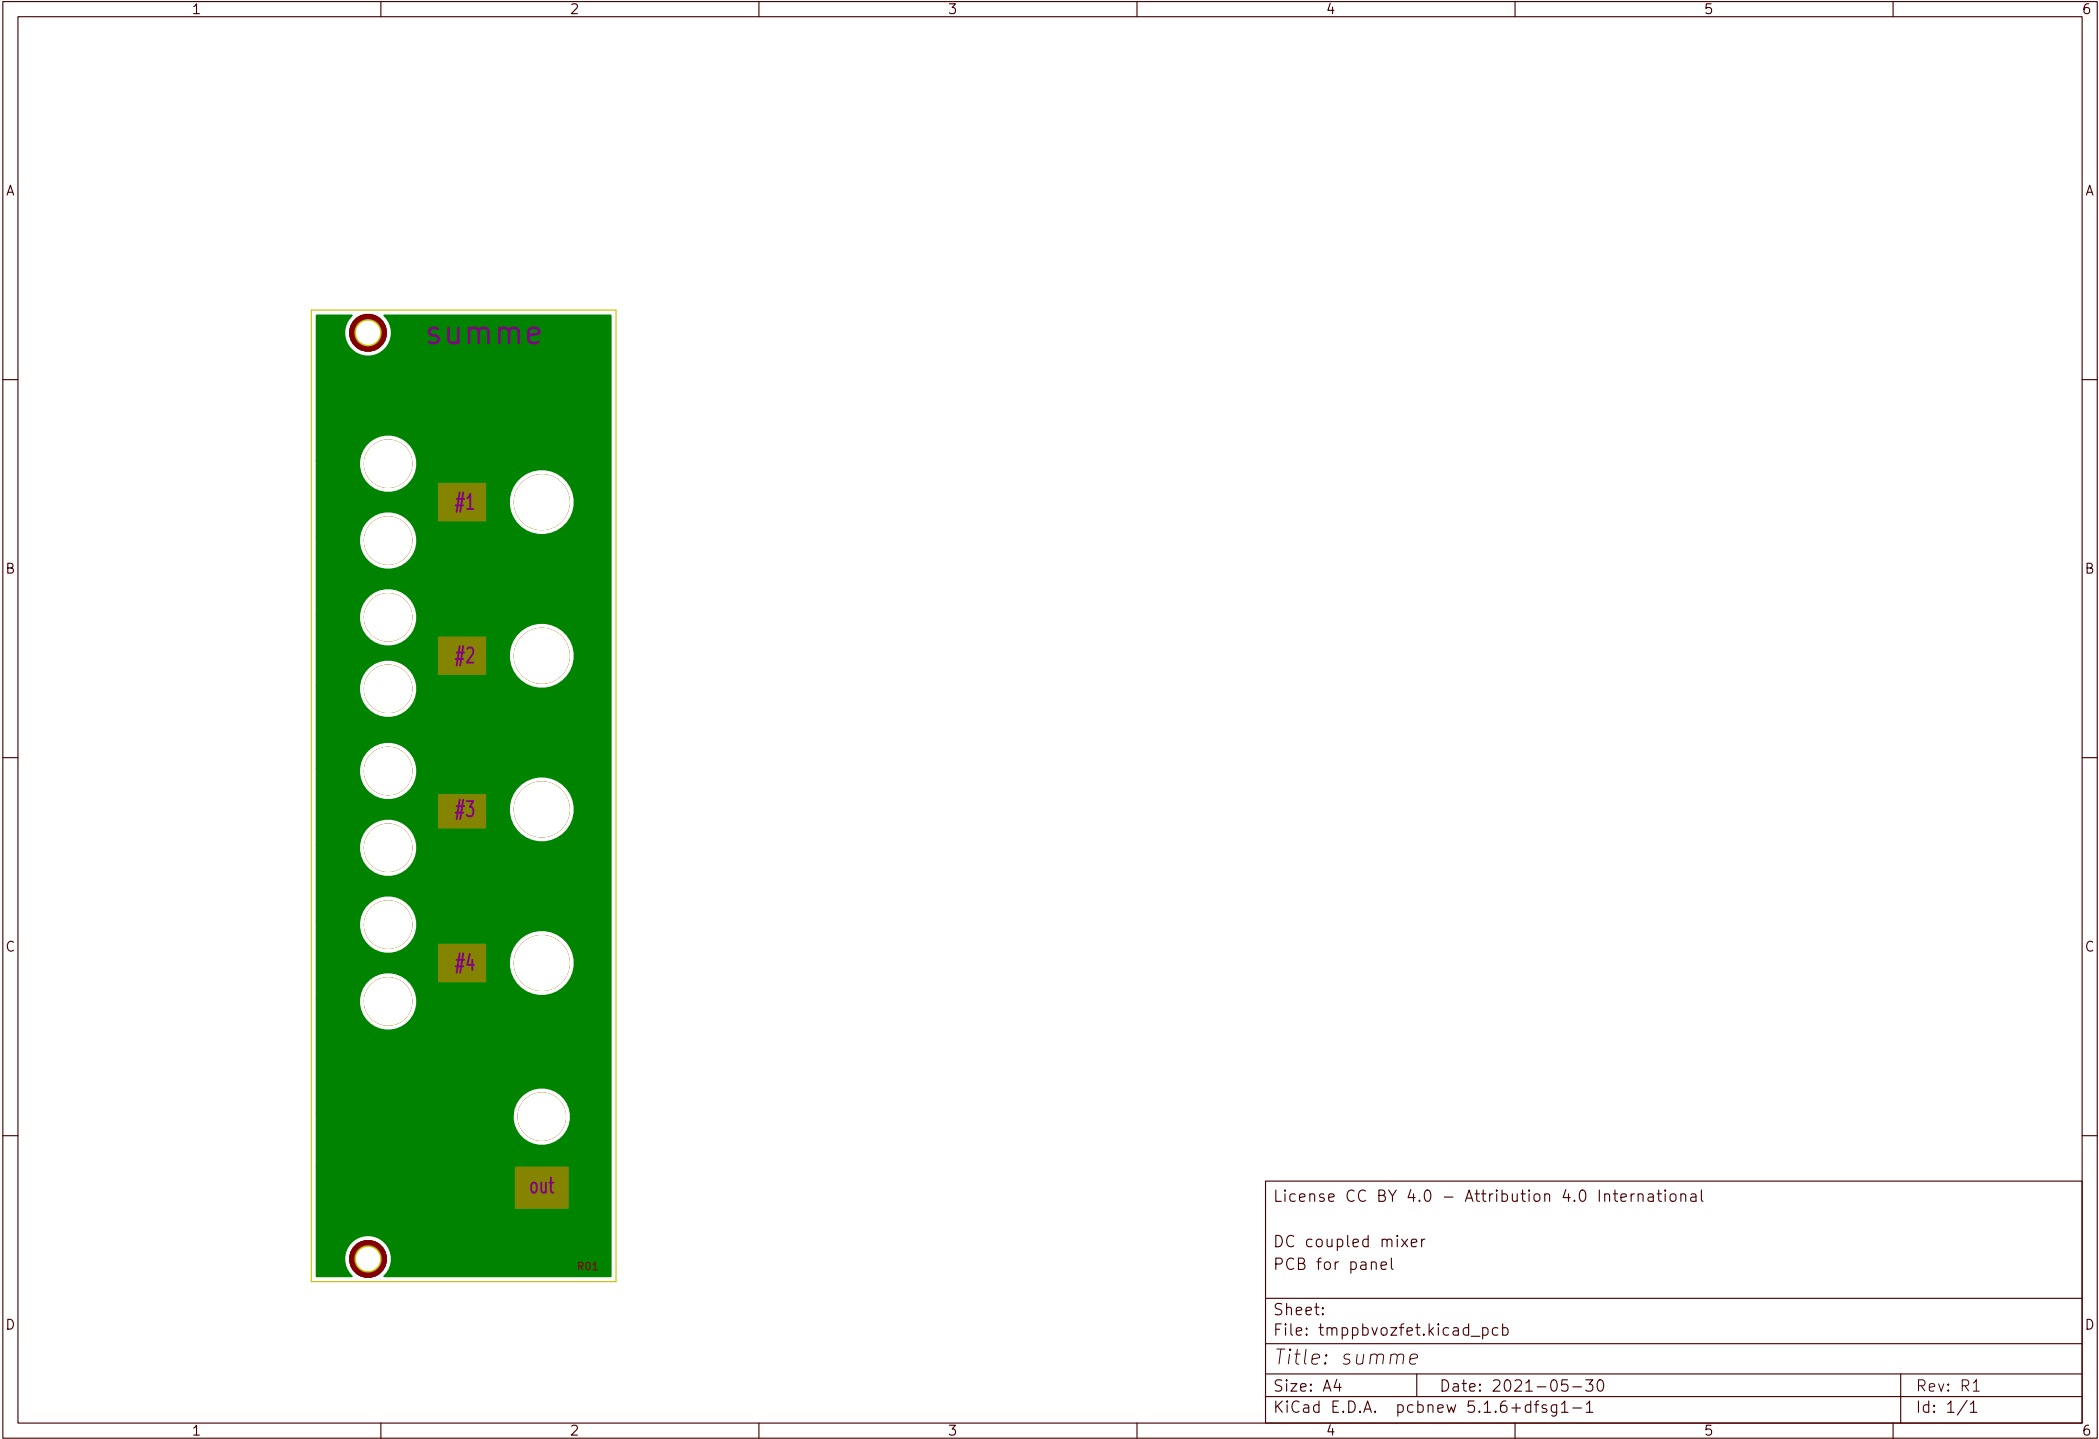 1 2 3 4 5 6
A A
summe
#1
B B
#2
#3
C C
#4
out
License CC BY 4.0 - Attribution 4.0 International
DC coupled mixer
PCB for panel
R01
Sheet:
D D
File: tmppbvozfet.kicad_pcb
Title: summe
Size: A4 Date: 2021-05-30 Rev: R1
KiCad E.D.A. pcbnew 5.1.6+dfsg1-1 Id: 1/1
1 2 3 4 5 6